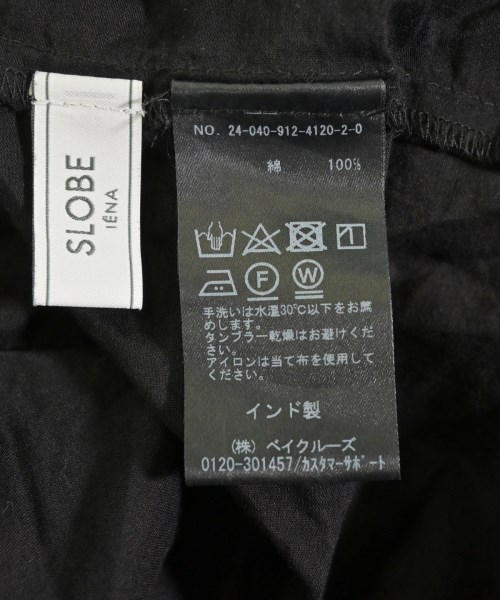 SLOBE
IÉNA
NO. 24-040-912-4120-2-0
綿 100%
F
W
手洗いは水温30℃以下をお薦
めします。
タンブラー乾燥はお避けくだ
さい。
アイロンは当て布を使用して
ください。
インド製
(株) ベイクルーズ
0120-301457/カスタマーサポート